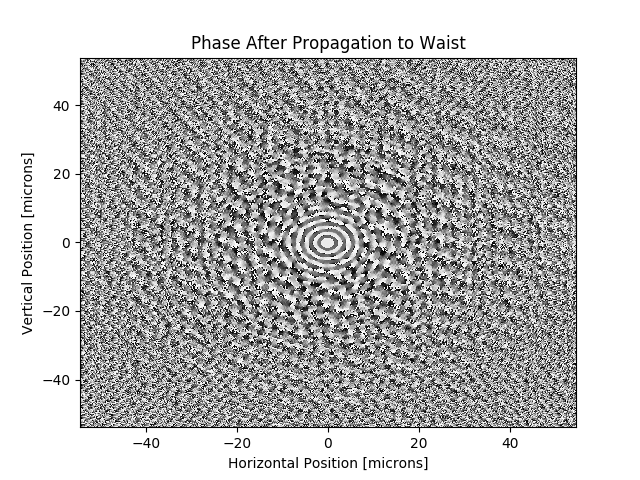 Phase After Propagation to Waist
Vertical Position [microns]
40
20
0
−20
−40
−40 −20 0 20 40
Horizontal Position [microns]